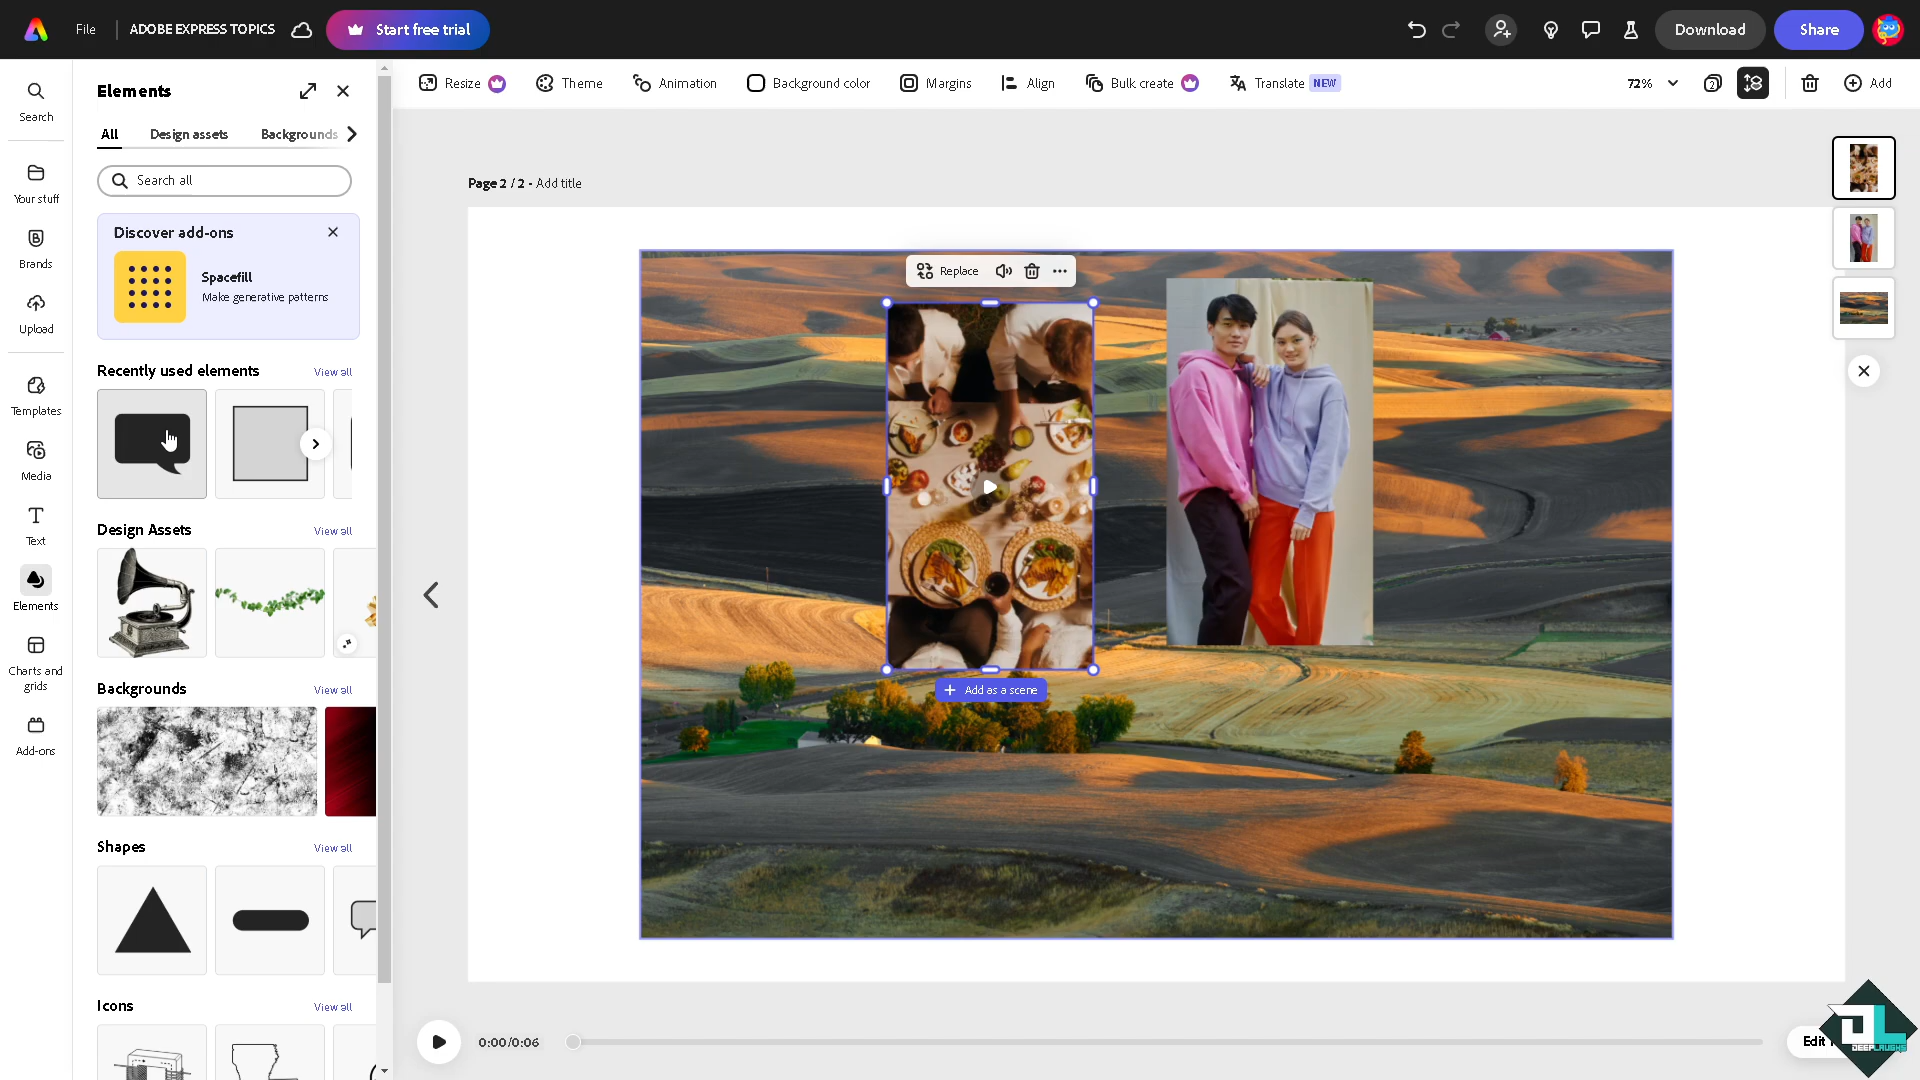 File
ADOBE EXPRESS TOPICS
Start free trial
Download
Share
Search
Your stuff
Brands
Upload
Templates
Media
Text
Elements
Charts and
grids
Add-ons
Elements
All
Design assets
Backgrounds
Search all
Discover add-ons
Spacefill
Make generative patterns
Recently used elements
View all
Design Assets
View all
Backgrounds
View all
Shapes
View all
Icons
View all
Resize
Theme
Animation
Background color
Margins
Align
Bulk create
Translate NEW
72%
2
Add
Page 2 / 2 - Add title
Replace
Add as a scene
0:00/0:06
Edit
DEEPLAUGHS